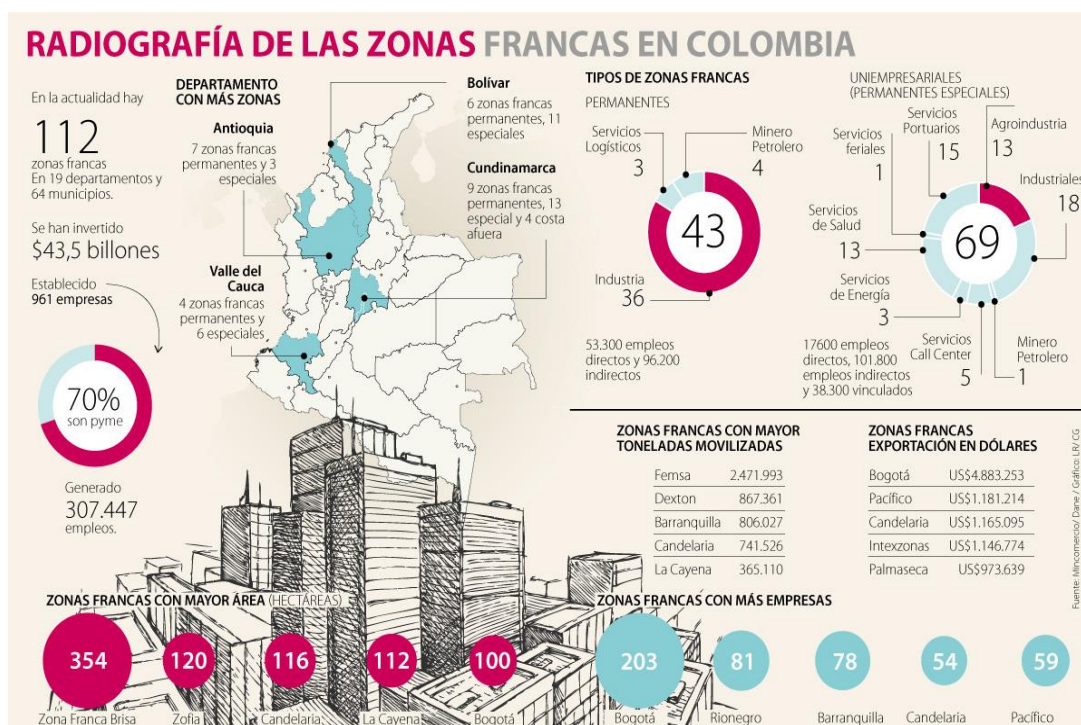 RADIOGRAFÍA DE LAS ZONAS FRANCAS EN COLOMBIA
En la actualidad hay
112
zonas francas
En 19 departamentos y
64 municipios.
Se han invertido
$43,5 billones
Establecido
961 empresas
70%
son pyme
Generado
307.447
empleos.
DEPARTAMENTO
CON MÁS ZONAS
Antioquia
7 zonas francas
permanentes y 3
especiales
Valle del
Cauca
4 zonas francas
permanentes y
6 especiales
Bolívar
6 zonas francas
permanentes, 11
especiales
Cundinamarca
9 zonas francas
permanentes, 13
especial y 4 costa
afuera
TIPOS DE ZONAS FRANCAS
PERMANENTES
Servicios
Logísticos
3
Minero
Petrolero
4
43
Industria
36
53.300 empleos
directos y 96.200
indirectos
UNIEMPRESARIALES
(PERMANENTES ESPECIALES)
Servicios
Portuarios
15
Agroindustria
13
Servicios
feriales
1
Industriales
18
Servicios
de Salud
13
69
Servicios
de Energía
3
Servicios
Call Center
5
Minero
Petrolero
1
17600 empleos
directos, 101.800
empleos indirectos
y 38.300 vinculados
ZONAS FRANCAS CON MAYOR
TONELADAS MOVILIZADAS
Femsa 2.471.993
Dexton 867.361
Barranquilla 806.027
Candelaria 741.526
La Cayena 365.110
ZONAS FRANCAS
EXPORTACIÓN EN DÓLARES
Bogotá US$4.883.253
Pacífico US$1.181.214
Candelaria US$1.165.095
Intexzonas US$1.146.774
Palmaseca US$973.639
Fuente: Mincomercio/ Dane / Gráfico: LR/ CG
ZONAS FRANCAS CON MAYOR ÁREA (HECTÁREAS)
354 120 116 112 100
Zona Franca Brisa Zofia Candelaria La Cayena Bogotá
ZONAS FRANCAS CON MÁS EMPRESAS
203 81 78 54 59
Bogotá Rionegro Barranquilla Candelaria Pacífico